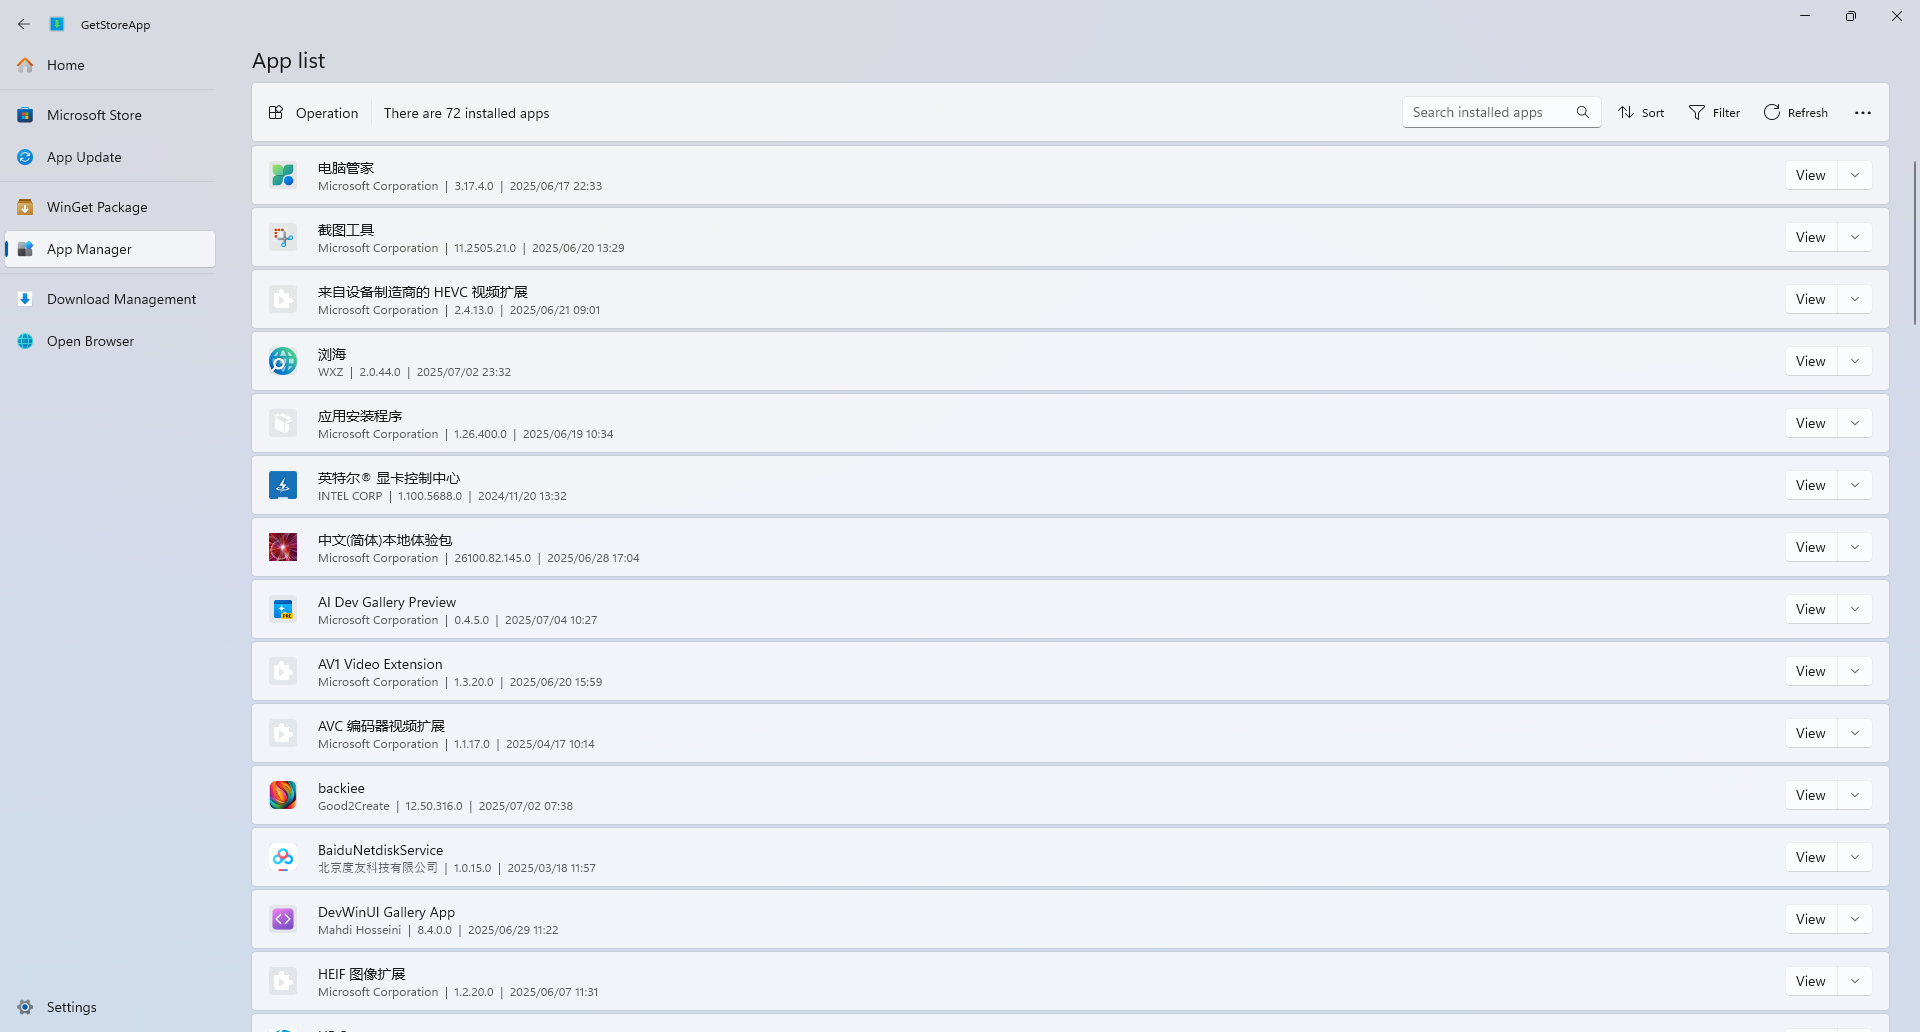 GetStoreApp
Home
Microsoft Store
App Update
WinGet Package
App Manager
Download Management
Open Browser
Settings
App list
Operation There are 72 installed apps Search installed apps Sort Filter Refresh
电脑管家
Microsoft Corporation | 3.17.4.0 | 2025/06/17 22:33
View
截图工具
Microsoft Corporation | 11.2505.21.0 | 2025/06/20 13:29
View
来自设备制造商的 HEVC 视频扩展
Microsoft Corporation | 2.4.13.0 | 2025/06/21 09:01
View
浏海
WXZ | 2.0.44.0 | 2025/07/02 23:32
View
应用安装程序
Microsoft Corporation | 1.26.400.0 | 2025/06/19 10:34
View
英特尔® 显卡控制中心
INTEL CORP | 1.100.5688.0 | 2024/11/20 13:32
View
中文(简体)本地体验包
Microsoft Corporation | 26100.82.145.0 | 2025/06/28 17:04
View
AI Dev Gallery Preview
Microsoft Corporation | 0.4.5.0 | 2025/07/04 10:27
View
AV1 Video Extension
Microsoft Corporation | 1.3.20.0 | 2025/06/20 15:59
View
AVC 编码器视频扩展
Microsoft Corporation | 1.1.17.0 | 2025/04/17 10:14
View
backiee
Good2Create | 12.50.316.0 | 2025/07/02 07:38
View
BaiduNetdiskService
北京度友科技有限公司 | 1.0.15.0 | 2025/03/18 11:57
View
DevWinUI Gallery App
Mahdi Hosseini | 8.4.0.0 | 2025/06/29 11:22
View
HEIF 图像扩展
Microsoft Corporation | 1.2.20.0 | 2025/06/07 11:31
View